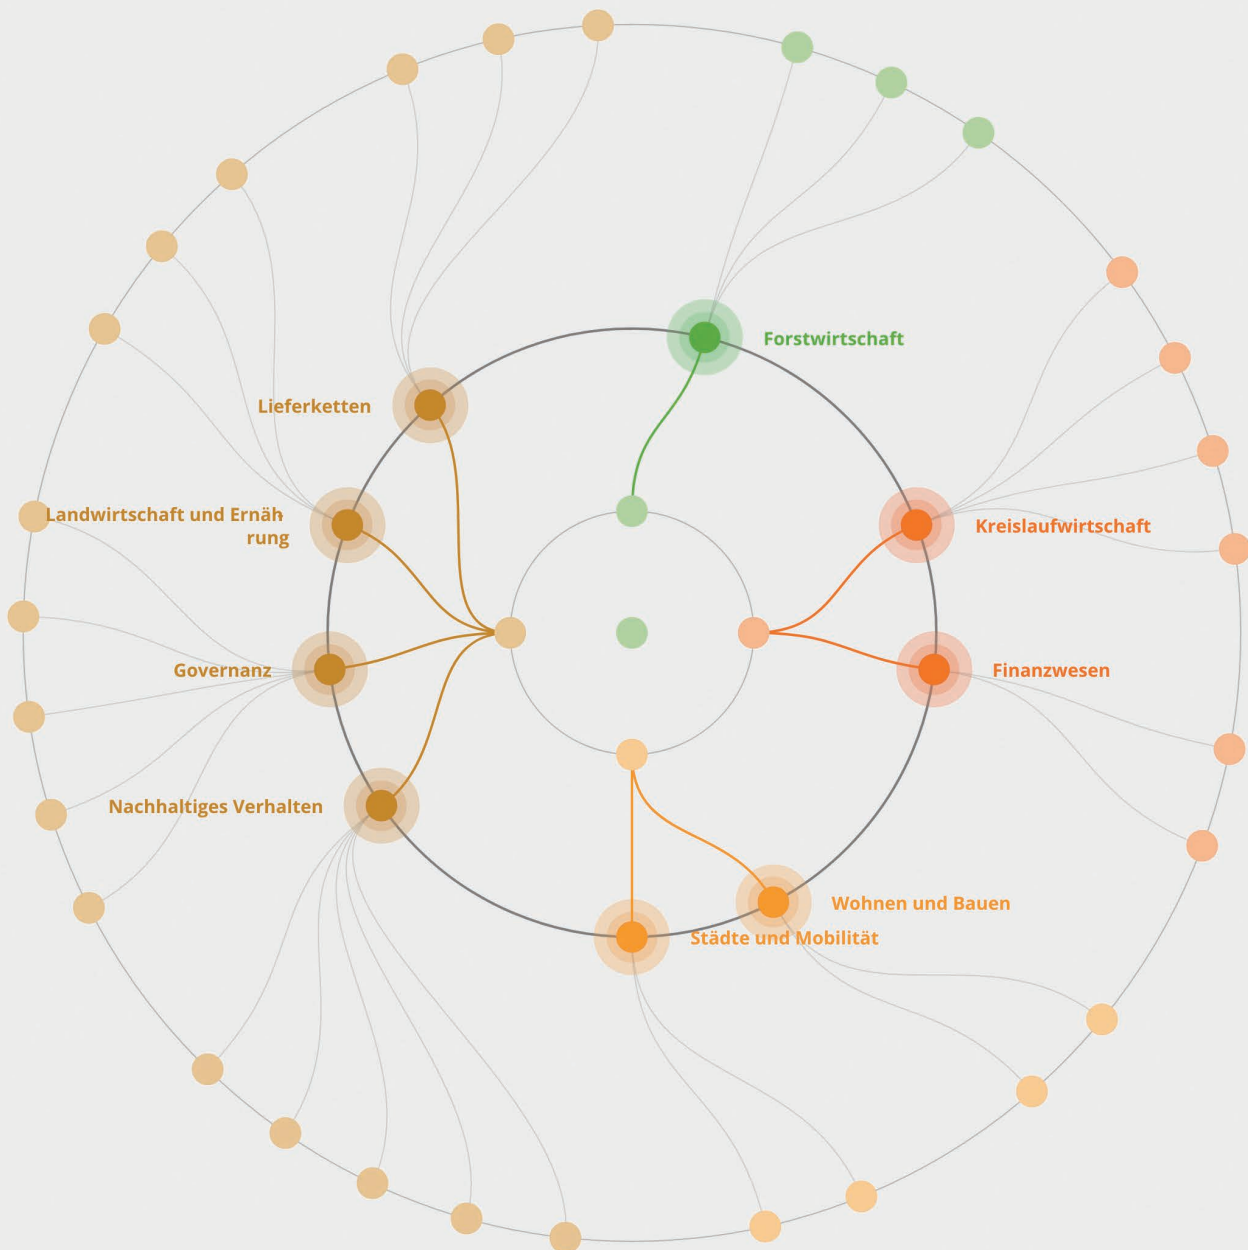 Forstwirtschaft
Lieferketten
Landwirtschaft und Ernäh-
rung
Kreislaufwirtschaft
Governanz
Finanzwesen
Nachhaltiges Verhalten
Wohnen und Bauen
Städte und Mobilität